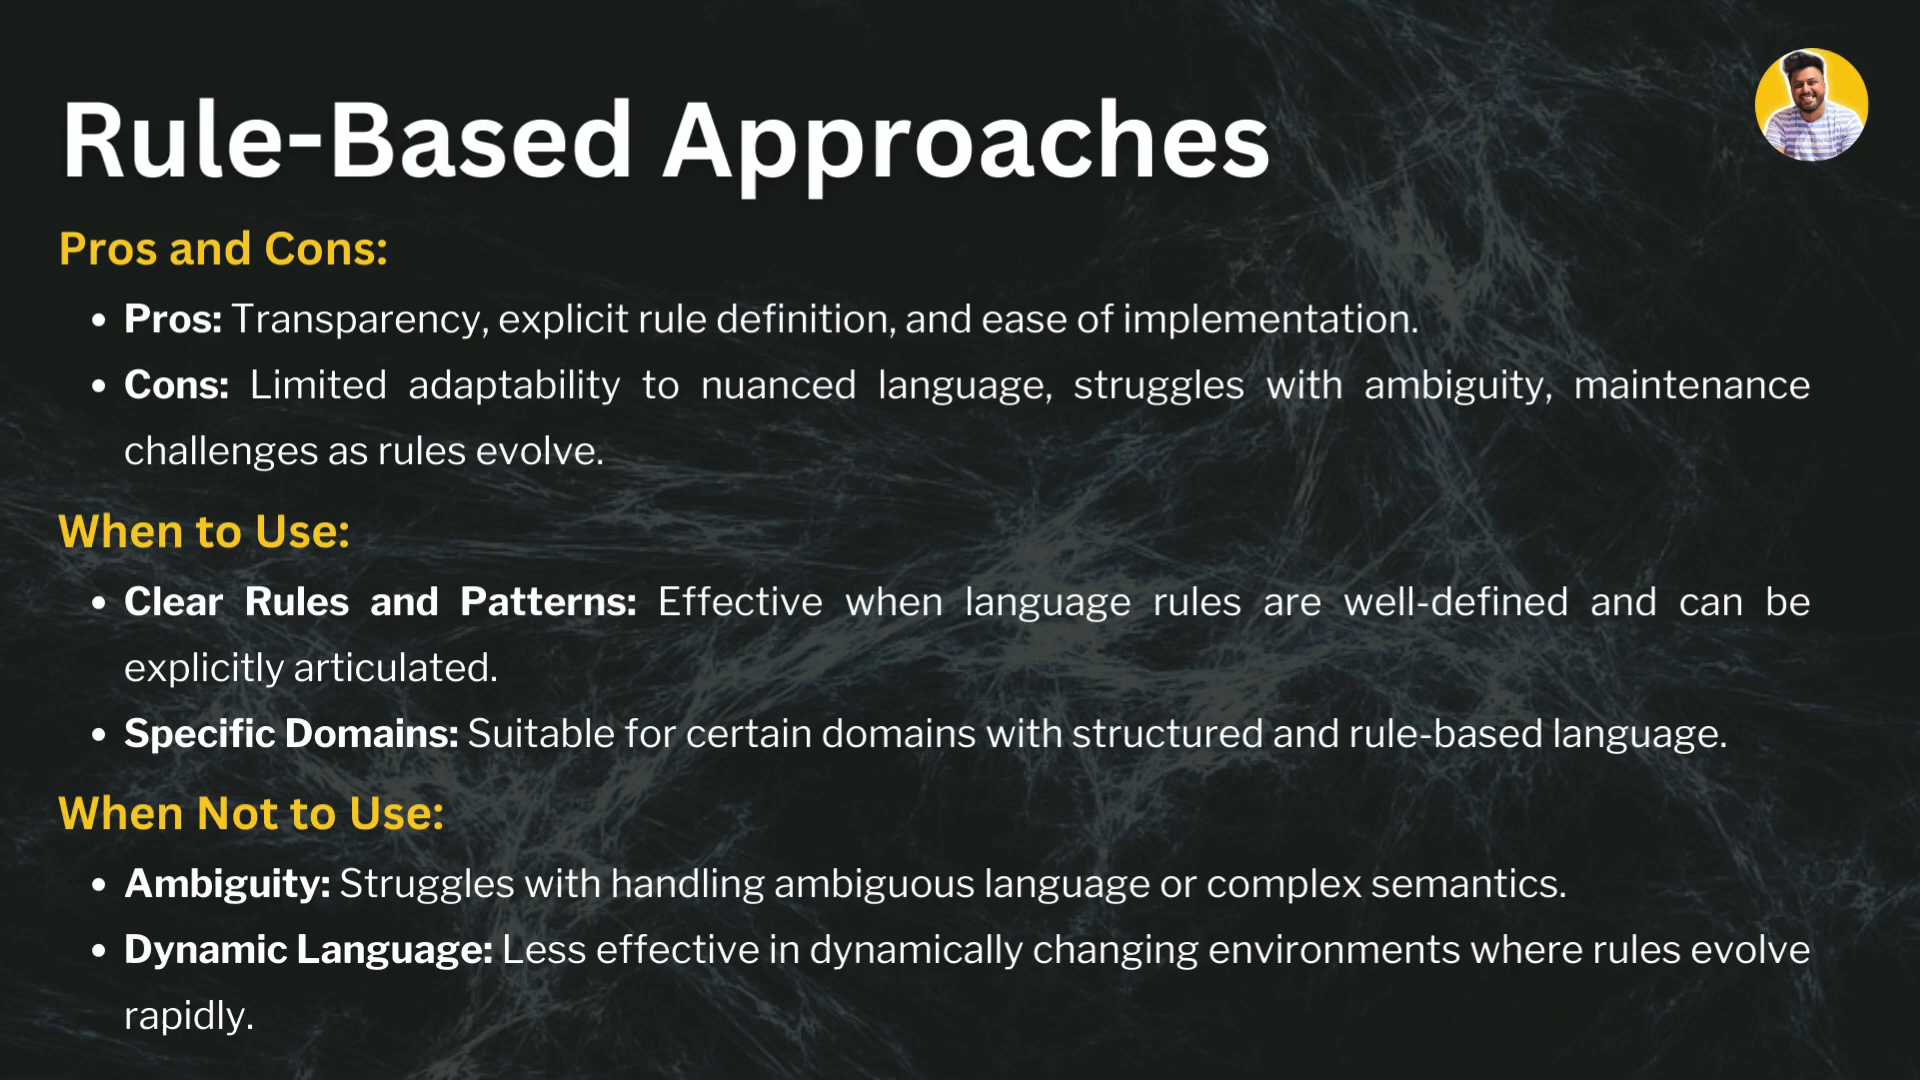 Rule-Based Approaches
Pros and Cons:
• Pros: Transparency, explicit rule definition, and ease of implementation.
• Cons: Limited adaptability to nuanced language, struggles with ambiguity, maintenance
challenges as rules evolve.
When to Use:
• Clear Rules and Patterns: Effective when language rules are well-defined and can be
explicitly articulated.
• Specific Domains: Suitable for certain domains with structured and rule-based language.
When Not to Use:
• Ambiguity: Struggles with handling ambiguous language or complex semantics.
• Dynamic Language: Less effective in dynamically changing environments where rules evolve
rapidly.